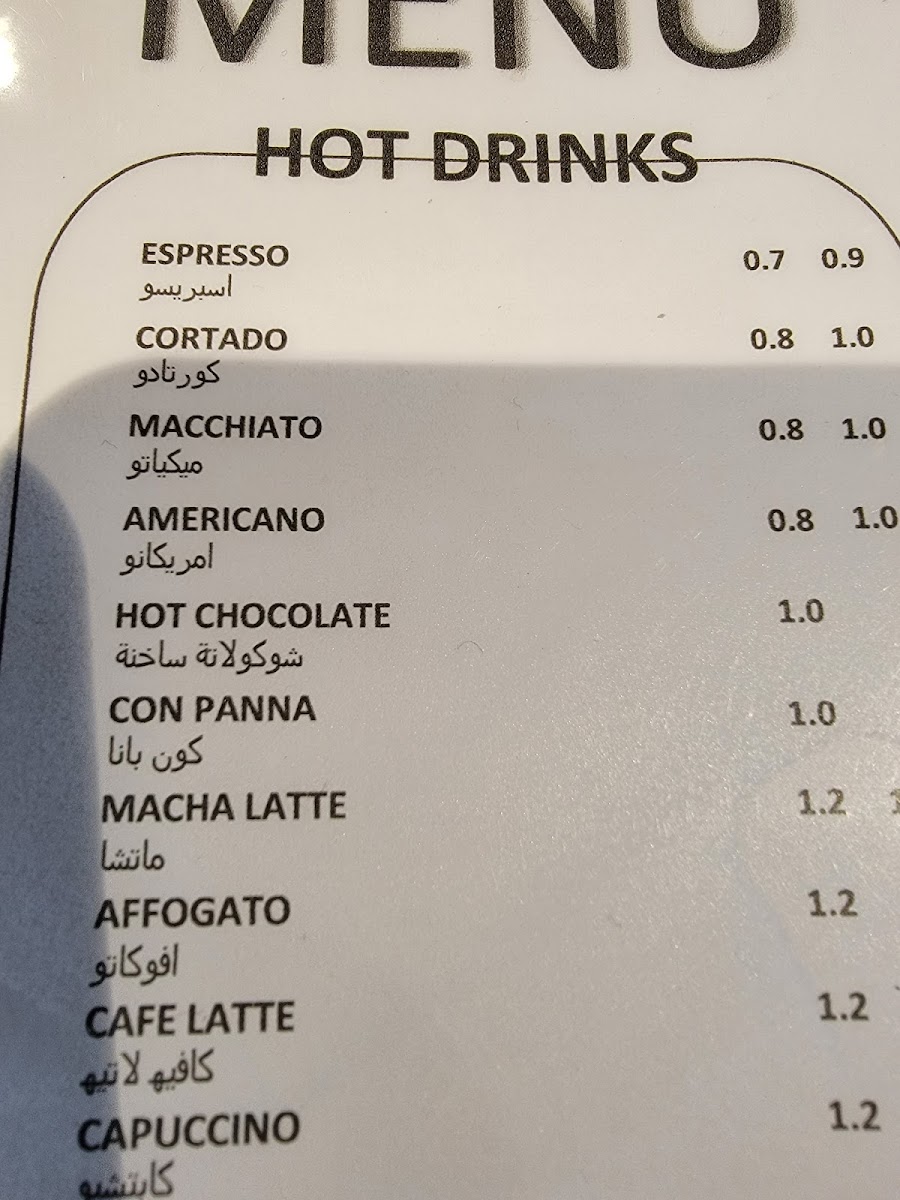 MENU
HOT DRINKS
ESPRESSO 0.7 0.9
اسبريسو
CORTADO 0.8 1.0
كورتادو
MACCHIATO 0.8 1.0
ميكياتو
AMERICANO 0.8 1.0
امريكانو
HOT CHOCOLATE 1.0
شوكولاتة ساخنة
CON PANNA 1.0
كون بانا
MACHA LATTE 1.2
ماتشا
AFFOGATO 1.2
افوكاتو
CAFE LATTE 1.2
كافيه لاتيه
CAPUCCINO 1.2
كابتشينو